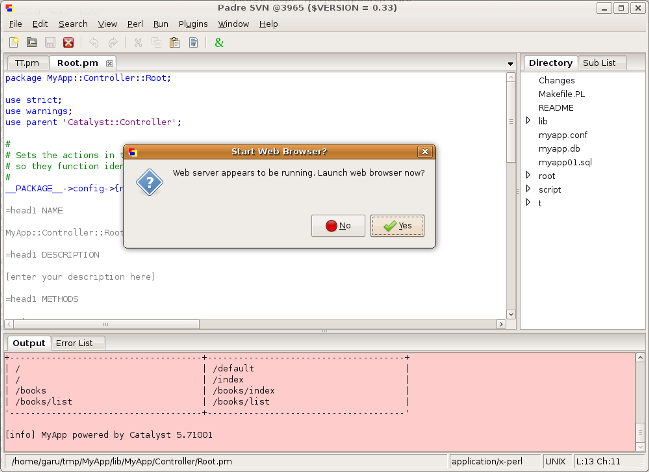 Padre SVN @3965 ($VERSION = 0.33)
File Edit Search View Perl Run Plugins Window Help
TT.pm Root.pm
package MyApp::Controller::Root;
use strict;
use warnings;
use parent 'Catalyst::Controller';
#
# Sets the actions in t
# so they function iden
#
__PACKAGE__->config->{n
=head1 NAME
MyApp::Controller::Root
=head1 DESCRIPTION
[enter your description here]
=head1 METHODS
Start Web Browser?
Web server appears to be running. Launch web browser now?
No Yes
Directory Sub List
Changes
Makefile.PL
README
lib
myapp.conf
myapp.db
myapp01.sql
root
script
t
Output Error List
+-------------------------------------+--------------------------------------+
| / | /default |
| / | /index |
| /books | /books/index |
| /books/list | /books/list |
'-------------------------------------+--------------------------------------'
[info] MyApp powered by Catalyst 5.71001
/home/garu/tmp/MyApp/lib/MyApp/Controller/Root.pm application/x-perl UNIX L:13 Ch:11